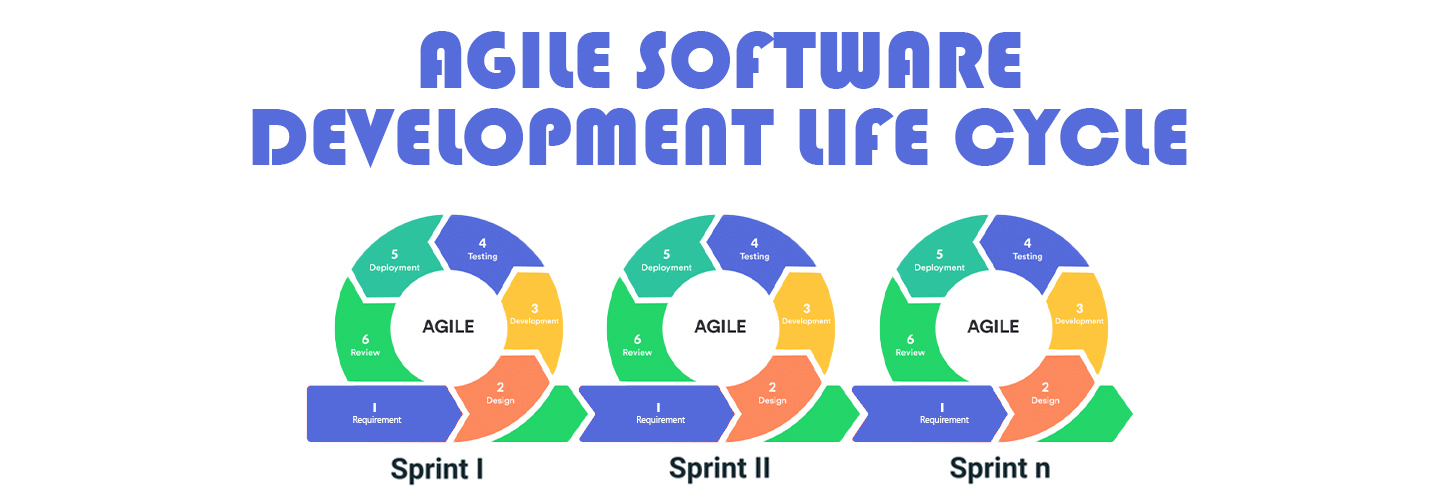 AGILE SOFTWARE
DEVELOPMENT LIFE CYCLE
5
Deployment
4
Testing
3
Development
AGILE
6
Review
2
Design
1
Requirement
Sprint I
5
Deployment
4
Testing
3
Development
AGILE
6
Review
2
Design
1
Requirement
Sprint II
5
Deployment
4
Testing
3
Development
AGILE
6
Review
2
Design
1
Requirement
Sprint n